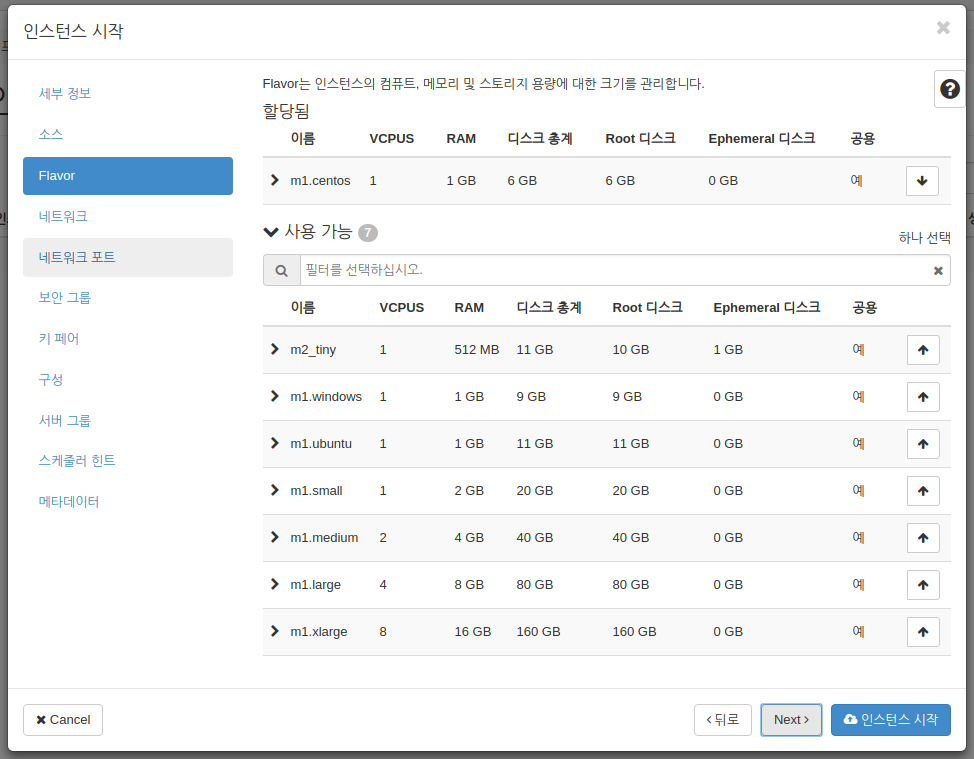 인스턴스 시작
세부 정보
소스
Flavor
네트워크
네트워크 포트
보안 그룹
키 페어
구성
서버 그룹
스케줄러 힌트
메타데이터
Flavor는 인스턴스의 컴퓨트, 메모리 및 스토리지 용량에 대한 크기를 관리합니다.
할당됨
이름 VCPUS RAM 디스크 총계 Root 디스크 Ephemeral 디스크 공용
m1.centos 1 1 GB 6 GB 6 GB 0 GB 예
사용 가능 7
하나 선택
필터를 선택하십시오.
이름 VCPUS RAM 디스크 총계 Root 디스크 Ephemeral 디스크 공용
m2_tiny 1 512 MB 11 GB 10 GB 1 GB 예
m1.windows 1 1 GB 9 GB 9 GB 0 GB 예
m1.ubuntu 1 1 GB 11 GB 11 GB 0 GB 예
m1.small 1 2 GB 20 GB 20 GB 0 GB 예
m1.medium 2 4 GB 40 GB 40 GB 0 GB 예
m1.large 4 8 GB 80 GB 80 GB 0 GB 예
m1.xlarge 8 16 GB 160 GB 160 GB 0 GB 예
Cancel
뒤로
Next
인스턴스 시작